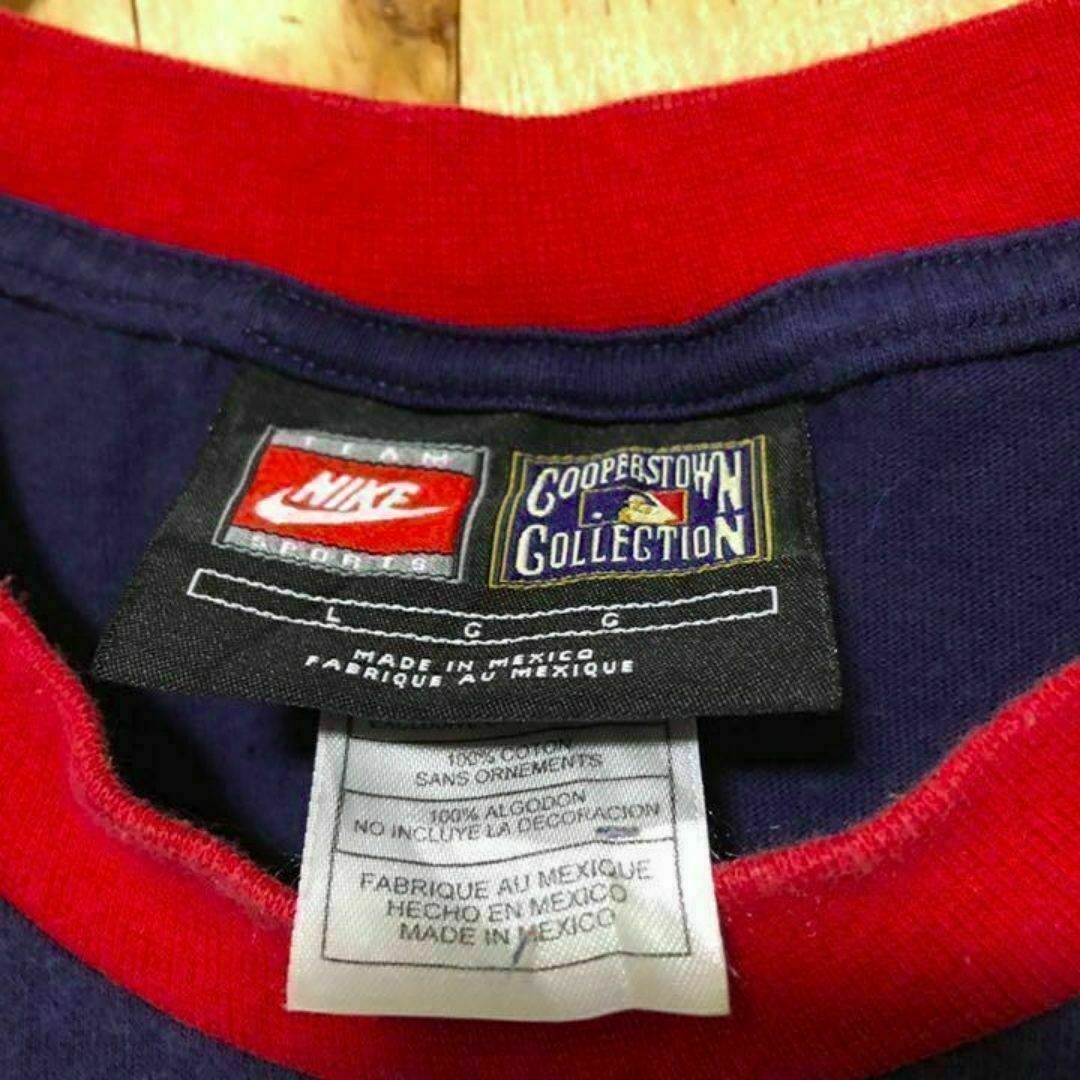 TEAM
NIKE
SPORTS
COOPERSTOWN
COLLECTION
L G G
MADE IN MEXICO
FABRIQUE AU MEXIQUE
100% COTON
SANS ORNEMENTS
100% ALGODON
NO INCLUYE LA DECORACION
FABRIQUE AU MEXIQUE
HECHO EN MEXICO
MADE IN MEXICO